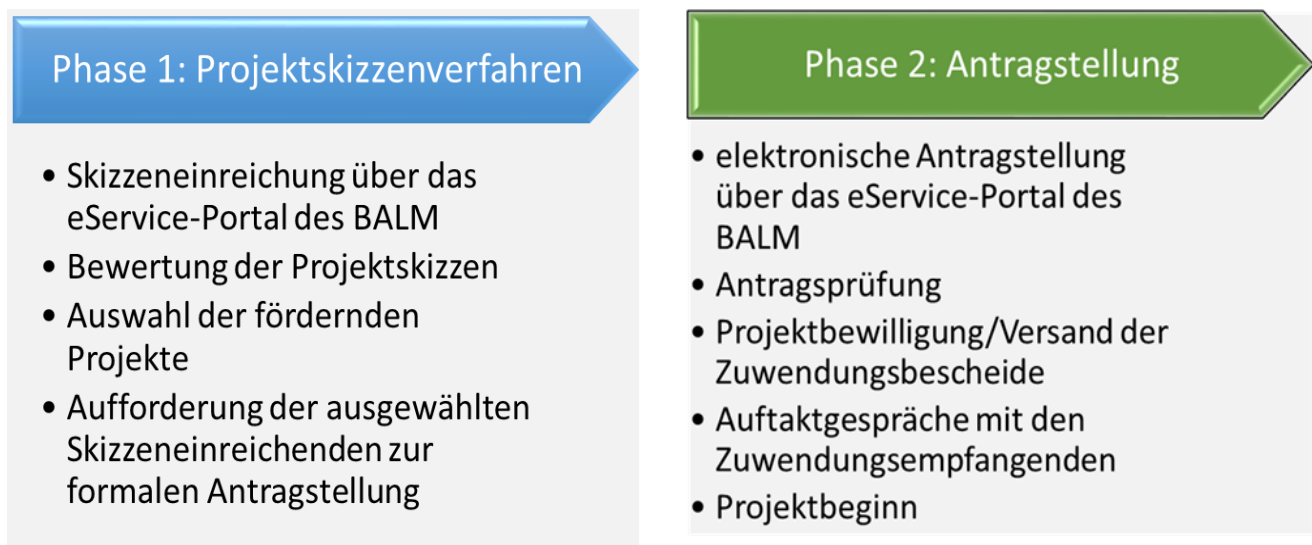 Phase 1: Projektskizzenverfahren
• Skizzeneinreichung über das
eService-Portal des BALM
• Bewertung der Projektskizzen
• Auswahl der fördernden
Projekte
• Aufforderung der ausgewählten
Skizzeneinreichenden zur
formalen Antragstellung
Phase 2: Antragstellung
• elektronische Antragstellung
über das eService-Portal des
BALM
• Antragsprüfung
• Projektbewilligung/Versand der
Zuwendungsbescheide
• Auftaktgespräche mit den
Zuwendungsempfangenden
• Projektbeginn